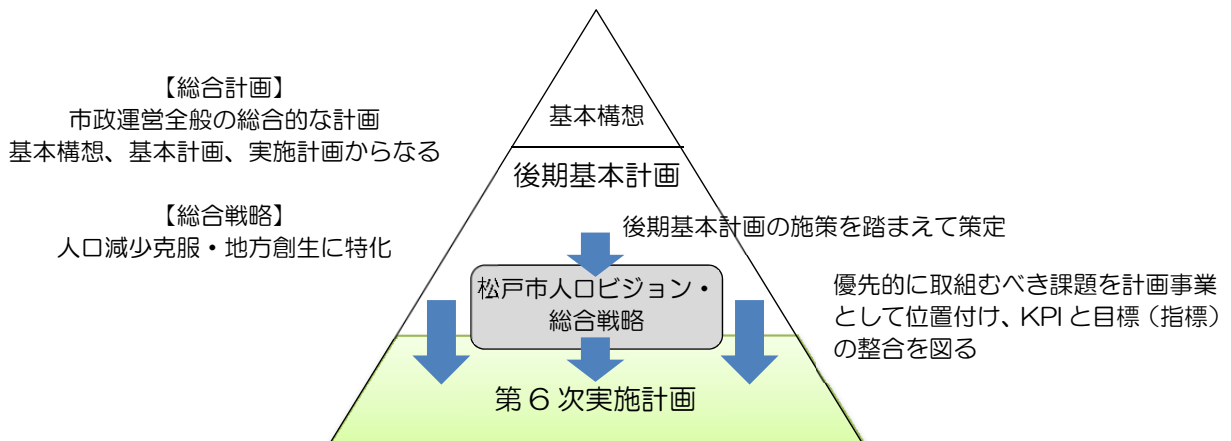 【総合計画】
市政運営全般の総合的な計画
基本構想、基本計画、実施計画からなる
【総合戦略】
人口減少克服・地方創生に特化
基本構想
後期基本計画
後期基本計画の施策を踏まえて策定
松戸市人口ビジョン・
総合戦略
優先的に取組むべき課題を計画事業
として位置付け、KPIと目標（指標）
の整合を図る
第６次実施計画